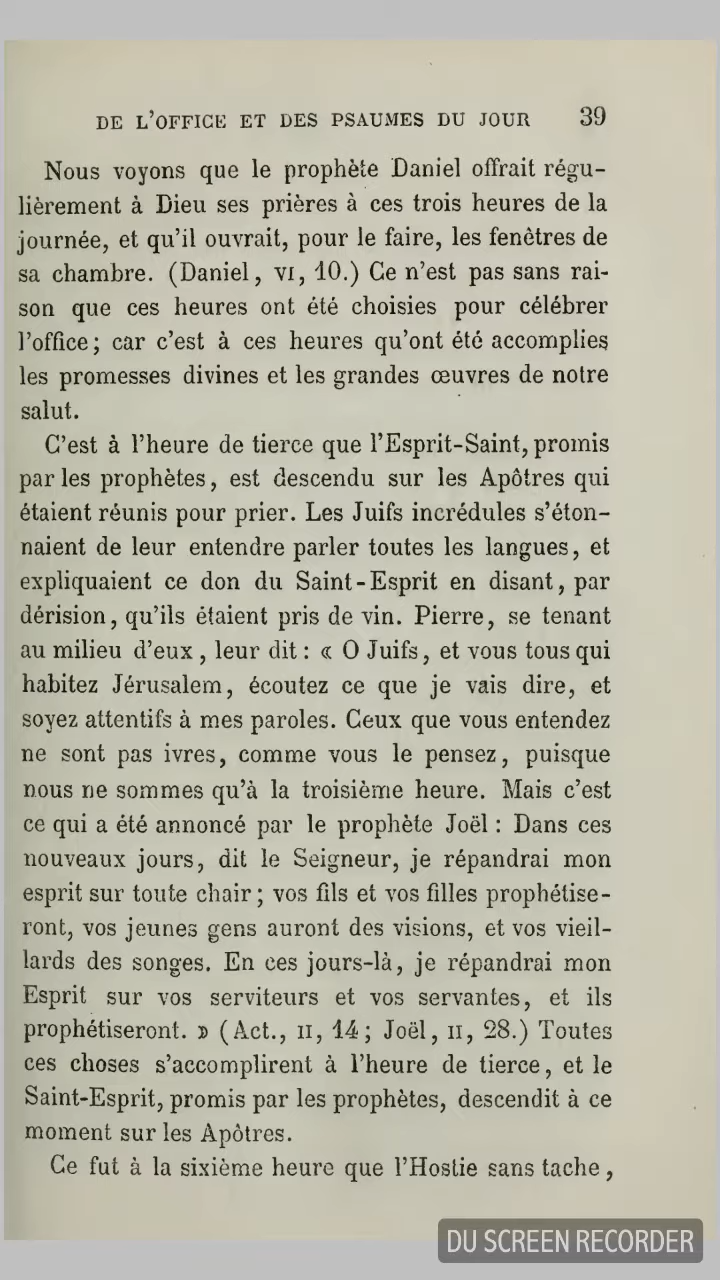 DE L'OFFICE ET DES PSAUMES DU JOUR 39
Nous voyons que le prophète Daniel offrait régu-
lièrement à Dieu ses prières à ces trois heures de la
journée, et qu'il ouvrait, pour le faire, les fenêtres de
sa chambre. (Daniel, VI, 10.) Ce n'est pas sans rai-
son que ces heures ont été choisies pour célébrer
l'office; car c'est à ces heures qu'ont été accomplies
les promesses divines et les grandes œuvres de notre
salut.
C'est à l'heure de tierce que l'Esprit-Saint, promis
par les prophètes, est descendu sur les Apôtres qui
étaient réunis pour prier. Les Juifs incrédules s'éton-
naient de leur entendre parler toutes les langues, et
expliquaient ce don du Saint-Esprit en disant, par
dérision, qu'ils étaient pris de vin. Pierre, se tenant
au milieu d'eux, leur dit : « O Juifs, et vous tous qui
habitez Jérusalem, écoutez ce que je vais dire, et
soyez attentifs à mes paroles. Ceux que vous entendez
ne sont pas ivres, comme vous le pensez, puisque
nous ne sommes qu'à la troisième heure. Mais c'est
ce qui a été annoncé par le prophète Joël : Dans ces
nouveaux jours, dit le Seigneur, je répandrai mon
esprit sur toute chair; vos fils et vos filles prophétise-
ront, vos jeunes gens auront des visions, et vos vieil-
lards des songes. En ces jours-là, je répandrai mon
Esprit sur vos serviteurs et vos servantes, et ils
prophétiseront. » (Act., II, 14; Joël, II, 28.) Toutes
ces choses s'accomplirent à l'heure de tierce, et le
Saint-Esprit, promis par les prophètes, descendit à ce
moment sur les Apôtres.
Ce fut à la sixième heure que l'Hostie sans tache,
DU SCREEN RECORDER